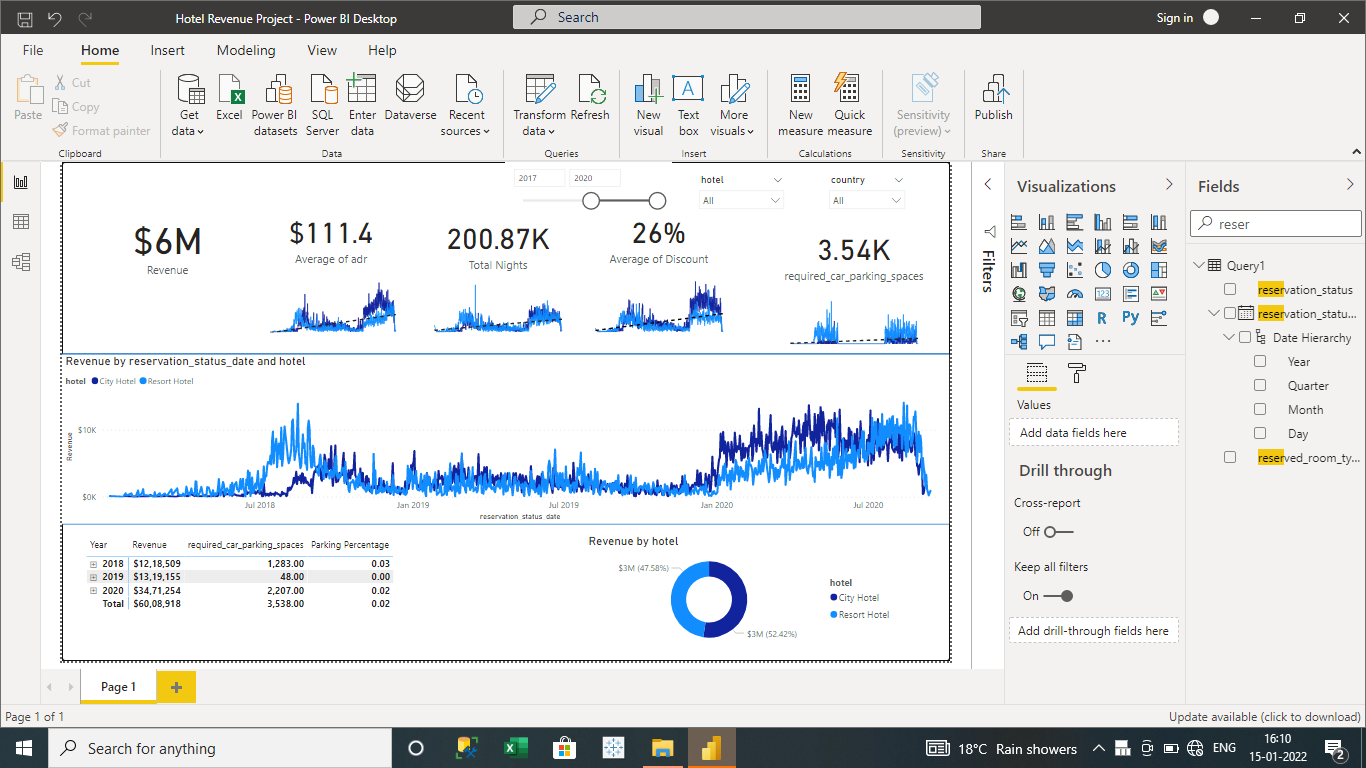 Hotel Revenue Project - Power BI Desktop
Search
Sign in
File Home Insert Modeling View Help
Paste
Cut
Copy
Format painter
Clipboard
Get data
Excel
Power BI datasets
SQL Server
Enter data
Dataverse
Recent sources
Data
Transform data
Refresh
Queries
New visual
Text box
More visuals
Insert
New measure
Quick measure
Calculations
Sensitivity (preview)
Sensitivity
Publish
Share
2017 2020
hotel
All
country
All
$6M
Revenue
$111.4
Average of adr
200.87K
Total Nights
26%
Average of Discount
3.54K
required_car_parking_spaces
Revenue by reservation_status_date and hotel
hotel City Hotel Resort Hotel
Revenue
$10K
$0K
Jul 2018 Jan 2019 Jul 2019 Jan 2020 Jul 2020
reservation_status_date
Year Revenue required_car_parking_spaces Parking Percentage
2018 $12,18,509 1,283.00 0.03
2019 $13,19,155 48.00 0.00
2020 $34,71,254 2,207.00 0.02
Total $60,08,918 3,538.00 0.02
Revenue by hotel
$3M (47.58%)
$3M (52.42%)
hotel
City Hotel
Resort Hotel
Filters
Visualizations
R Py
123
Values
Add data fields here
Drill through
Cross-report
Off
Keep all filters
On
Add drill-through fields here
Fields
reser
Query1
reservation_status
reservation_statu...
Date Hierarchy
Year
Quarter
Month
Day
reserved_room_ty...
Page 1
Page 1 of 1
Update available (click to download)
Search for anything
18°C Rain showers
ENG
16:10
15-01-2022
2